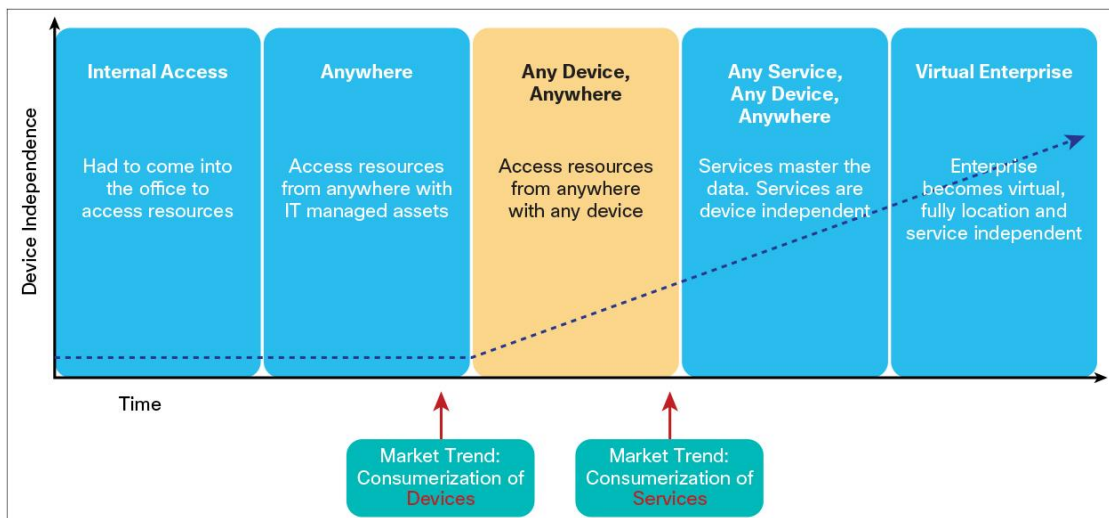 Device Independence
Internal Access
Had to come into
the office to
access resources
Anywhere
Access resources
from anywhere with
IT managed assets
Any Device,
Anywhere
Access resources
from anywhere
with any device
Any Service,
Any Device,
Anywhere
Services master the
data. Services are
device independent
Virtual Enterprise
Enterprise
becomes virtual,
fully location and
service independent
Time
Market Trend:
Consumerization of
Devices
Market Trend:
Consumerization of
Services